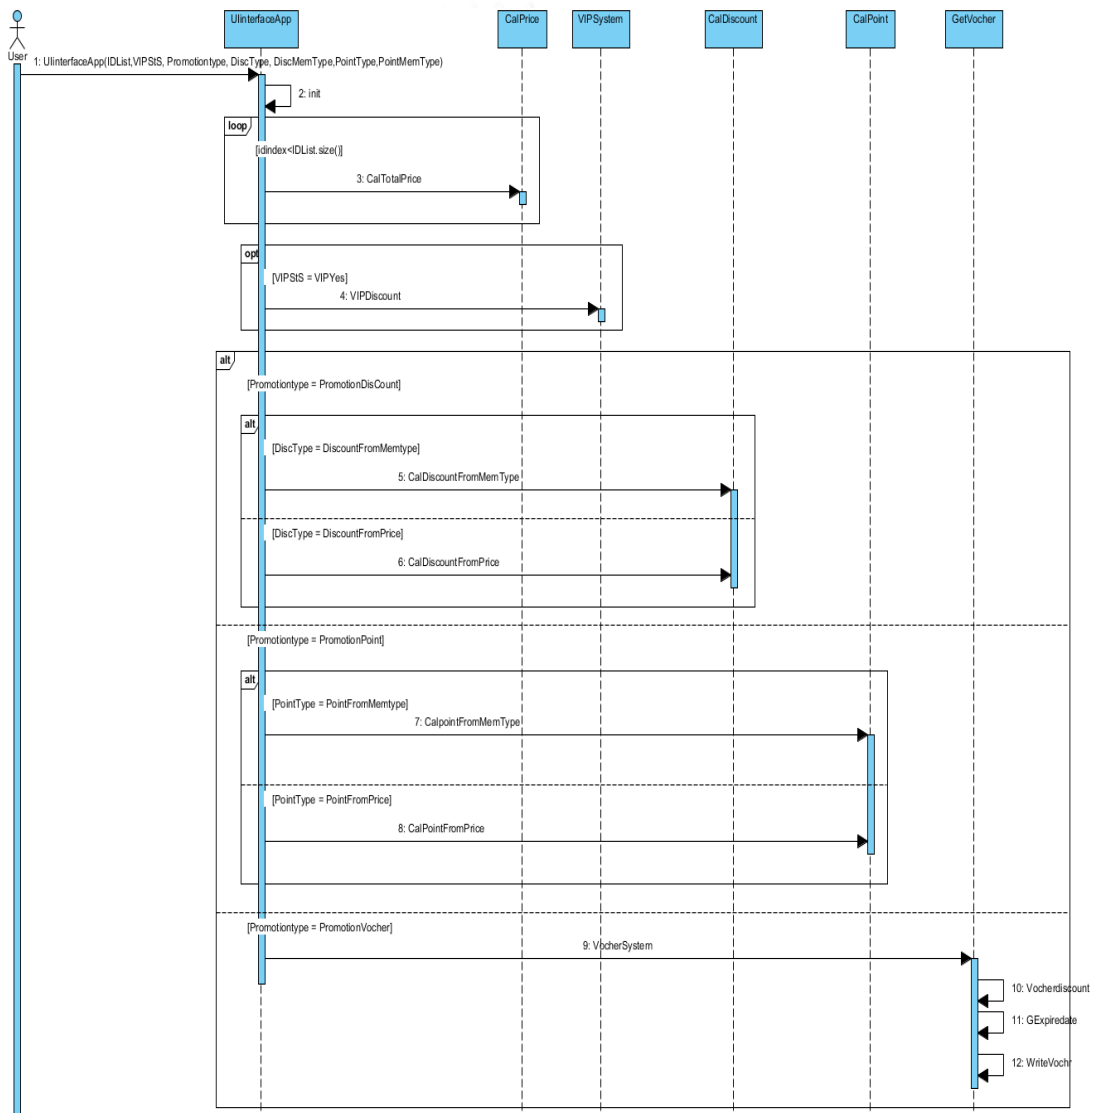 UIinterfaceApp
CalPrice
VIPSystem
CalDiscount
CalPoint
GetVocher
User
1: UIinterfaceApp(IDList,VIPStS, Promotiontype, DiscType, DiscMemType,PointType,PointMemType)
2: init
loop
[idindex<IDList.size()]
3: CalTotalPrice
opt
[VIPStS = VIPYes]
4: VIPDiscount
alt
[Promotiontype = PromotionDisCount]
alt
[DiscType = DiscountFromMemtype]
5: CalDiscountFromMemType
[DiscType = DiscountFromPrice]
6: CalDiscountFromPrice
[Promotiontype = PromotionPoint]
alt
[PointType = PointFromMemtype]
7: CalpointFromMemType
[PointType = PointFromPrice]
8: CalPointFromPrice
[Promotiontype = PromotionVocher]
9: VocherSystem
10: Vocherdiscount
11: GExpiredate
12: WriteVochr